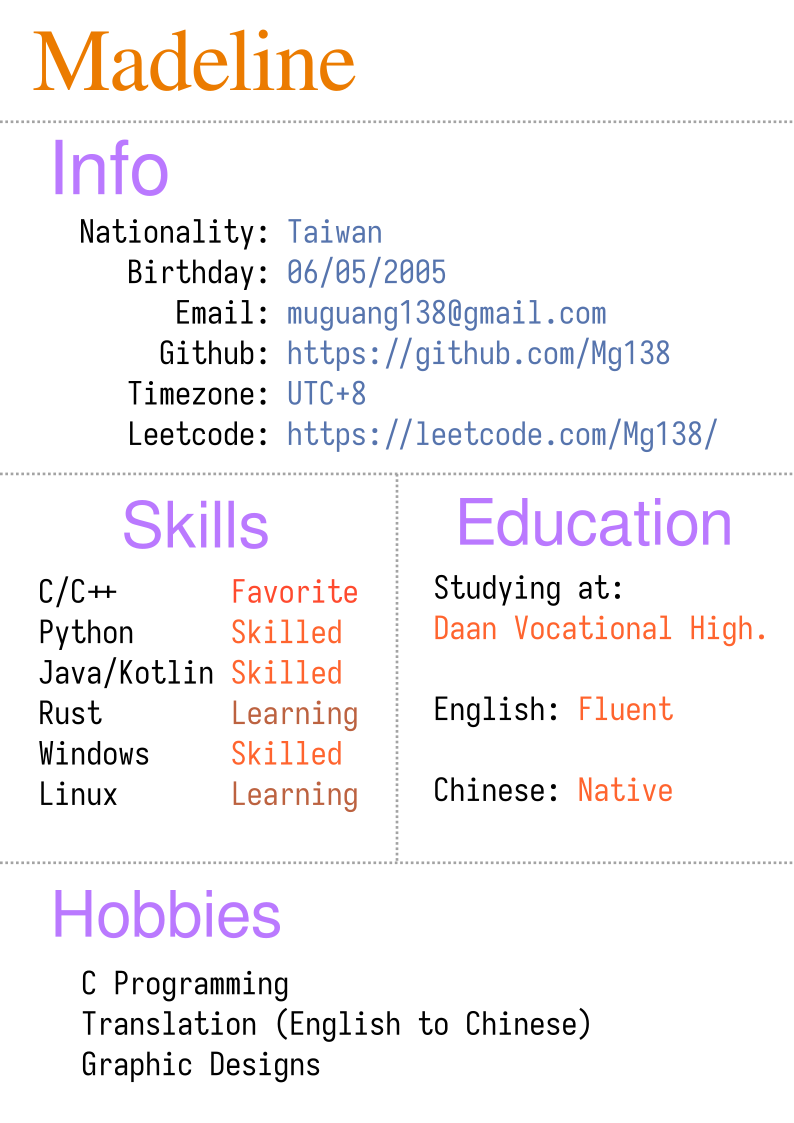 Madeline
Info
Nationality: Taiwan
Birthday: 06/05/2005
Email: muguang138@gmail.com
Github: https://github.com/Mg138
Timezone: UTC+8
Leetcode: https://leetcode.com/Mg138/
Skills
C/C++ Favorite
Python Skilled
Java/Kotlin Skilled
Rust Learning
Windows Skilled
Linux Learning
Education
Studying at:
Daan Vocational High.
English: Fluent
Chinese: Native
Hobbies
C Programming
Translation (English to Chinese)
Graphic Designs